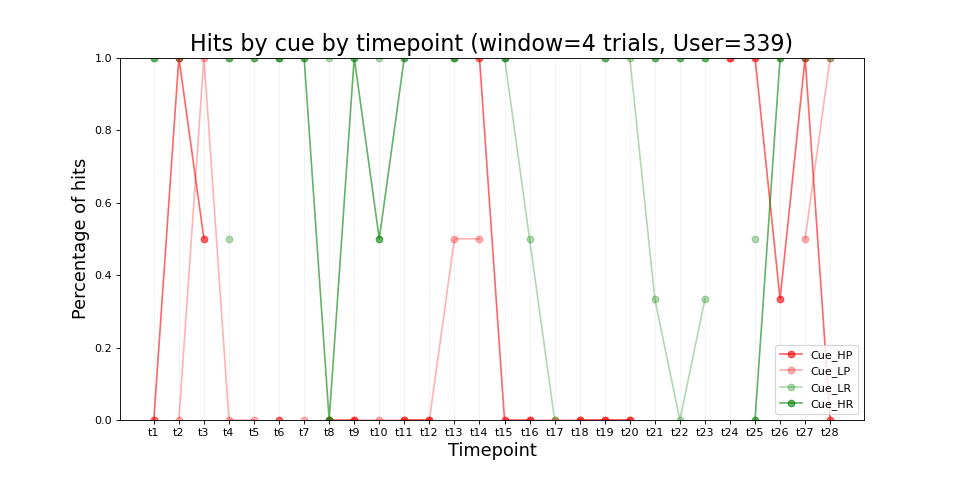 Hits by cue by timepoint (window=4 trials, User=339)
Percentage of hits
1.0
0.8
0.6
0.4
0.2
0.0
t1 t2 t3 t4 t5 t6 t7 t8 t9 t10 t11 t12 t13 t14 t15 t16 t17 t18 t19 t20 t21 t22 t23 t24 t25 t26 t27 t28
Timepoint
Cue_HP
Cue_LP
Cue_LR
Cue_HR